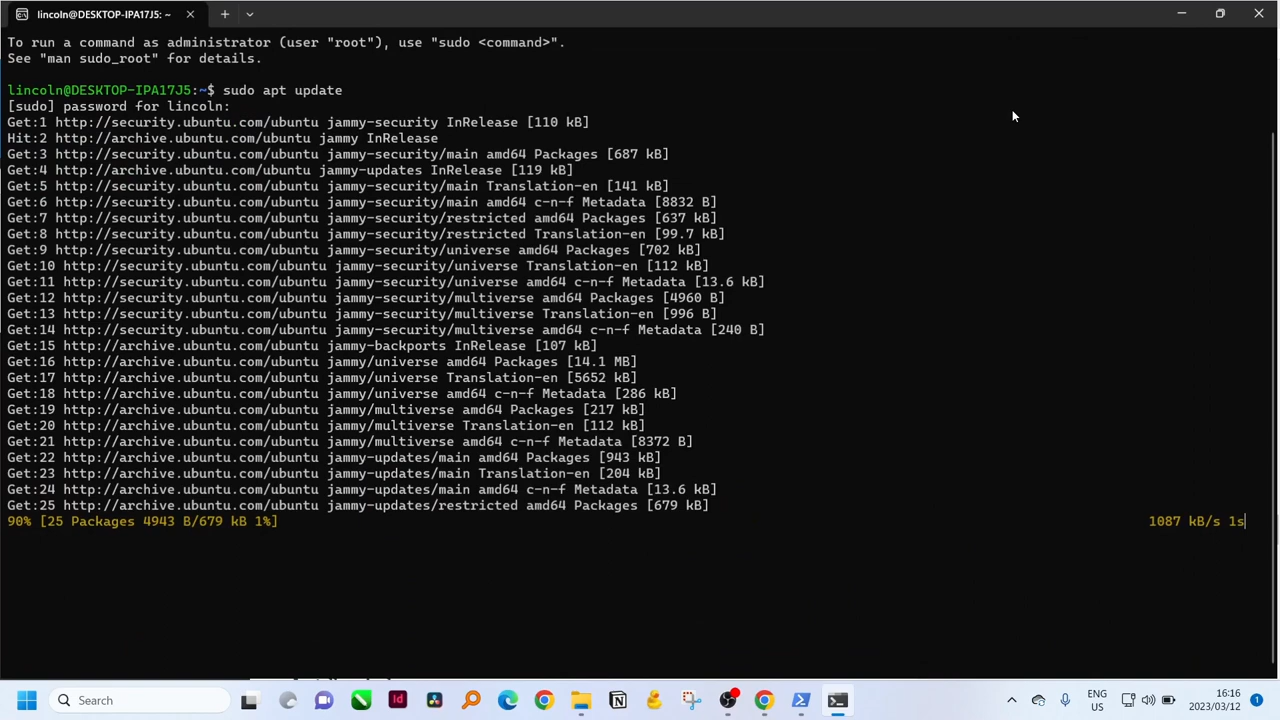 lincoln@DESKTOP-IPA17J5: ~
To run a command as administrator (user "root"), use "sudo <command>".
See "man sudo_root" for details.
lincoln@DESKTOP-IPA17J5:~$ sudo apt update
[sudo] password for lincoln:
Get:1 http://security.ubuntu.com/ubuntu jammy-security InRelease [110 kB]
Hit:2 http://archive.ubuntu.com/ubuntu jammy InRelease
Get:3 http://security.ubuntu.com/ubuntu jammy-security/main amd64 Packages [687 kB]
Get:4 http://archive.ubuntu.com/ubuntu jammy-updates InRelease [119 kB]
Get:5 http://security.ubuntu.com/ubuntu jammy-security/main Translation-en [141 kB]
Get:6 http://security.ubuntu.com/ubuntu jammy-security/main amd64 c-n-f Metadata [8832 B]
Get:7 http://security.ubuntu.com/ubuntu jammy-security/restricted amd64 Packages [637 kB]
Get:8 http://security.ubuntu.com/ubuntu jammy-security/restricted Translation-en [99.7 kB]
Get:9 http://security.ubuntu.com/ubuntu jammy-security/universe amd64 Packages [702 kB]
Get:10 http://security.ubuntu.com/ubuntu jammy-security/universe Translation-en [112 kB]
Get:11 http://security.ubuntu.com/ubuntu jammy-security/universe amd64 c-n-f Metadata [13.6 kB]
Get:12 http://security.ubuntu.com/ubuntu jammy-security/multiverse amd64 Packages [4960 B]
Get:13 http://security.ubuntu.com/ubuntu jammy-security/multiverse Translation-en [996 B]
Get:14 http://security.ubuntu.com/ubuntu jammy-security/multiverse amd64 c-n-f Metadata [240 B]
Get:15 http://archive.ubuntu.com/ubuntu jammy-backports InRelease [107 kB]
Get:16 http://archive.ubuntu.com/ubuntu jammy/universe amd64 Packages [14.1 MB]
Get:17 http://archive.ubuntu.com/ubuntu jammy/universe Translation-en [5652 kB]
Get:18 http://archive.ubuntu.com/ubuntu jammy/universe amd64 c-n-f Metadata [286 kB]
Get:19 http://archive.ubuntu.com/ubuntu jammy/multiverse amd64 Packages [217 kB]
Get:20 http://archive.ubuntu.com/ubuntu jammy/multiverse Translation-en [112 kB]
Get:21 http://archive.ubuntu.com/ubuntu jammy/multiverse amd64 c-n-f Metadata [8372 B]
Get:22 http://archive.ubuntu.com/ubuntu jammy-updates/main amd64 Packages [943 kB]
Get:23 http://archive.ubuntu.com/ubuntu jammy-updates/main Translation-en [204 kB]
Get:24 http://archive.ubuntu.com/ubuntu jammy-updates/main amd64 c-n-f Metadata [13.6 kB]
Get:25 http://archive.ubuntu.com/ubuntu jammy-updates/restricted amd64 Packages [679 kB]
90% [25 Packages 4943 B/679 kB 1%] 1087 kB/s 1s
Search
Id
ENG
US
16:16
2023/03/12
1